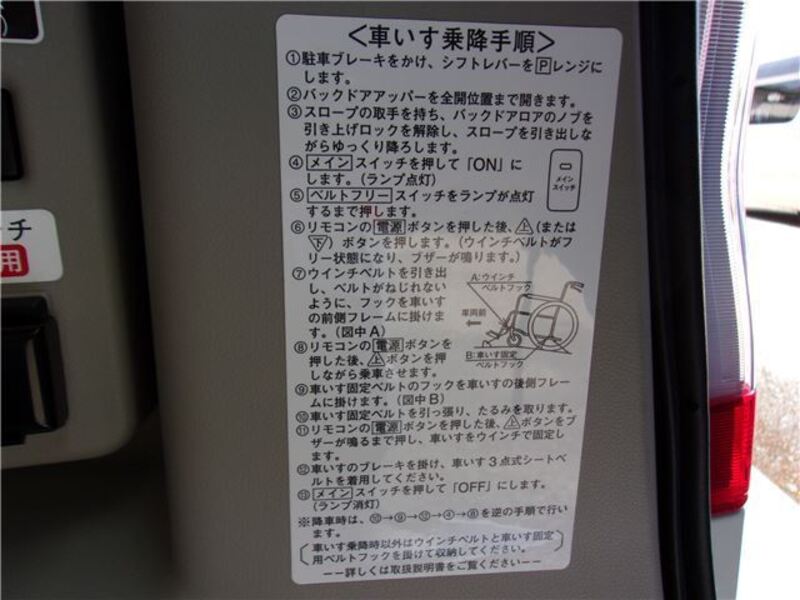 チ
用
＜車いす乗降手順＞
①駐車ブレーキをかけ、シフトレバーをPレンジに
します。
②バックドアアッパーを全開位置まで開きます。
③スロープの取手を持ち、バックドアロアのノブを
引き上げロックを解除し、スロープを引き出しな
がらゆっくり降ろします。
④メインスイッチを押して「ON」に
します。(ランプ点灯)
メイン
スイッチ
⑤ベルトフリースイッチをランプが点灯
するまで押します。
⑥リモコンの電源ボタンを押した後、上(または
下)ボタンを押します。(ウインチベルトがフ
リー状態になり、ブザーが鳴ります。)
⑦ウインチベルトを引き出
し、ベルトがねじれない
ように、フックを車いす
の前側フレームに掛けま
す。(図中A)
A:ウインチ
ベルトフック
車両前
B:車いす固定
ベルトフック
⑧リモコンの電源ボタンを
押した後、上ボタンを押
しながら乗車させます。
⑨車いす固定ベルトのフックを車いすの後側フレー
ムに掛けます。(図中B)
⑩車いす固定ベルトを引っ張り、たるみを取ります。
⑪リモコンの電源ボタンを押した後、上ボタンをブ
ザーが鳴るまで押し、車いすをウインチで固定し
ます。
⑫車いすのブレーキを掛け、車いす3点式シートベ
ルトを着用してください。
⑬メインスイッチを押して「OFF」にします。
(ランプ消灯)
※降車時は、⑩→⑨→⑫→④→⑧を逆の手順で行い
ます。
(車いす乗降時以外はウインチベルトと車いす固定
用ベルトフックを掛けて収納してください。)
ーー詳しくは取扱説明書をご覧くださいーー